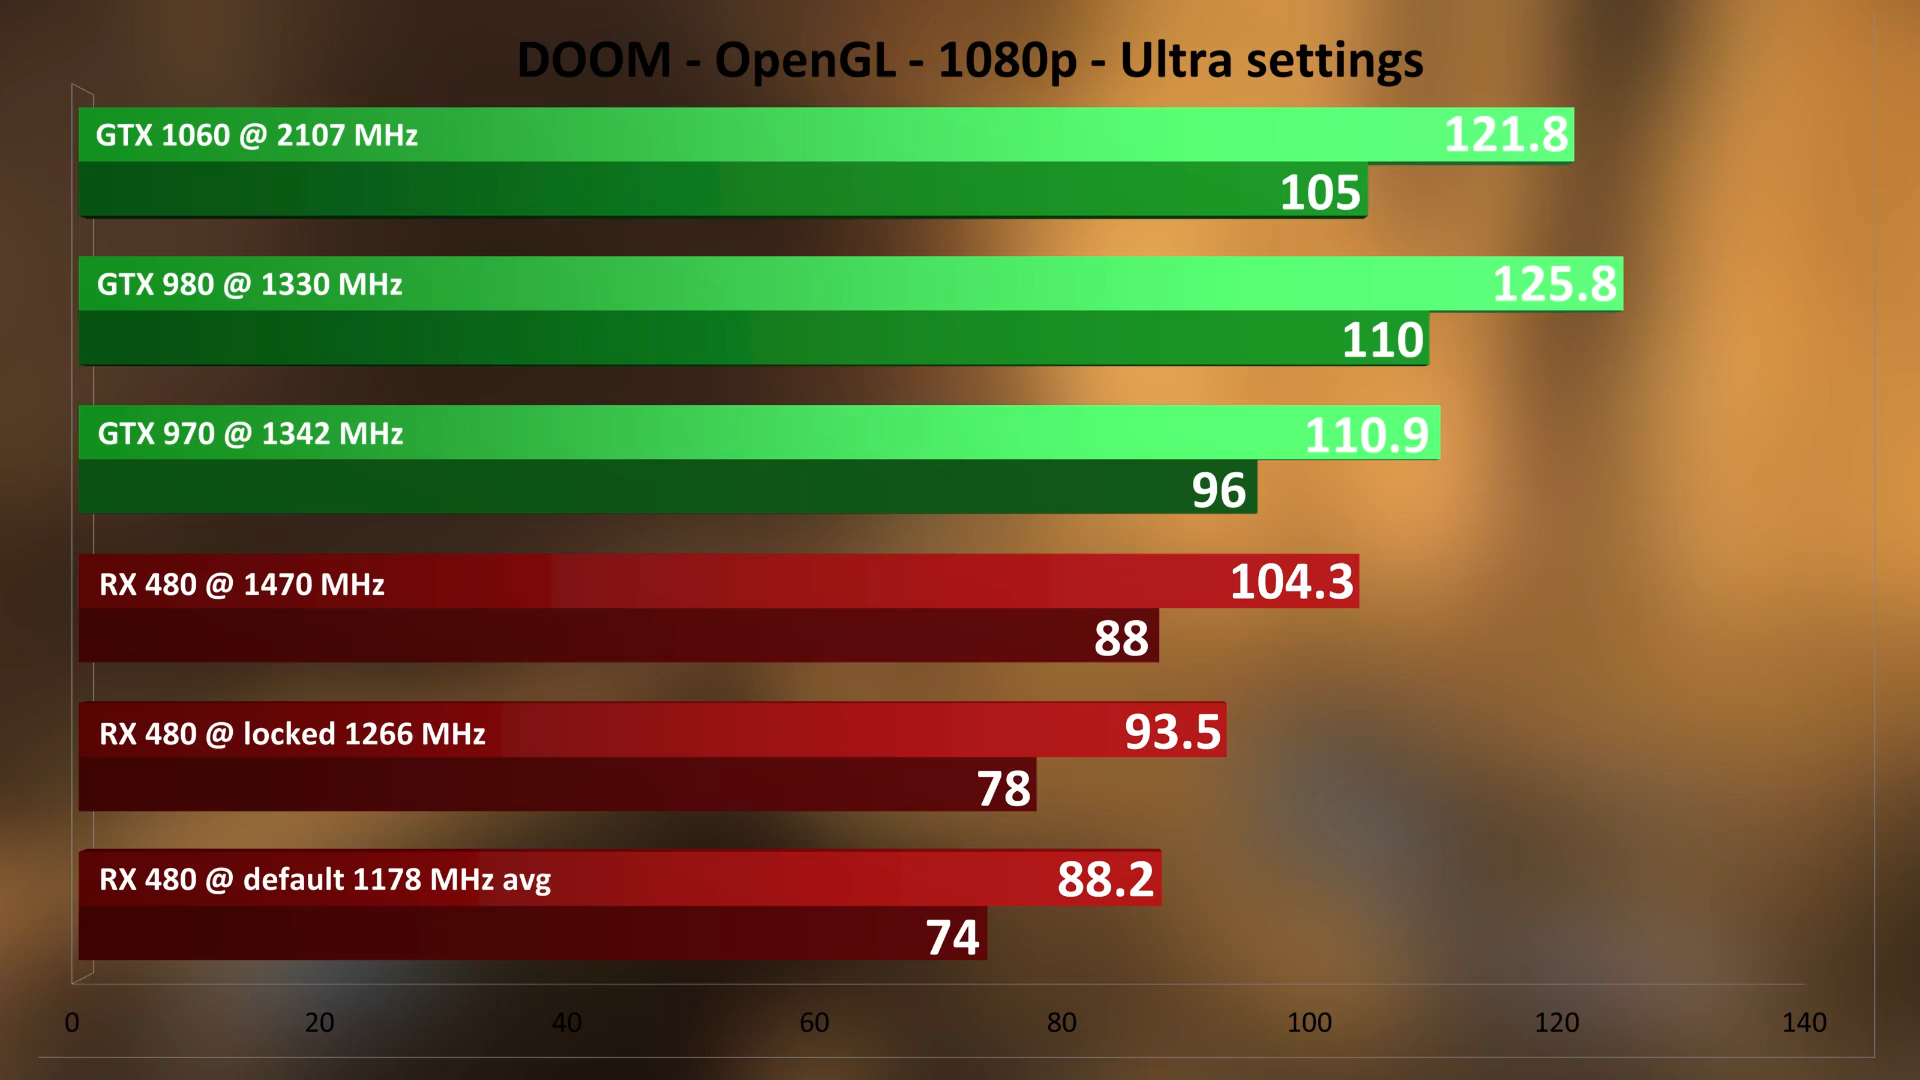 DOOM - OpenGL - 1080p - Ultra settings
GTX 1060 @ 2107 MHz 121.8
105
GTX 980 @ 1330 MHz 125.8
110
GTX 970 @ 1342 MHz 110.9
96
RX 480 @ 1470 MHz 104.3
88
RX 480 @ locked 1266 MHz 93.5
78
RX 480 @ default 1178 MHz avg 88.2
74
0 20 40 60 80 100 120 140